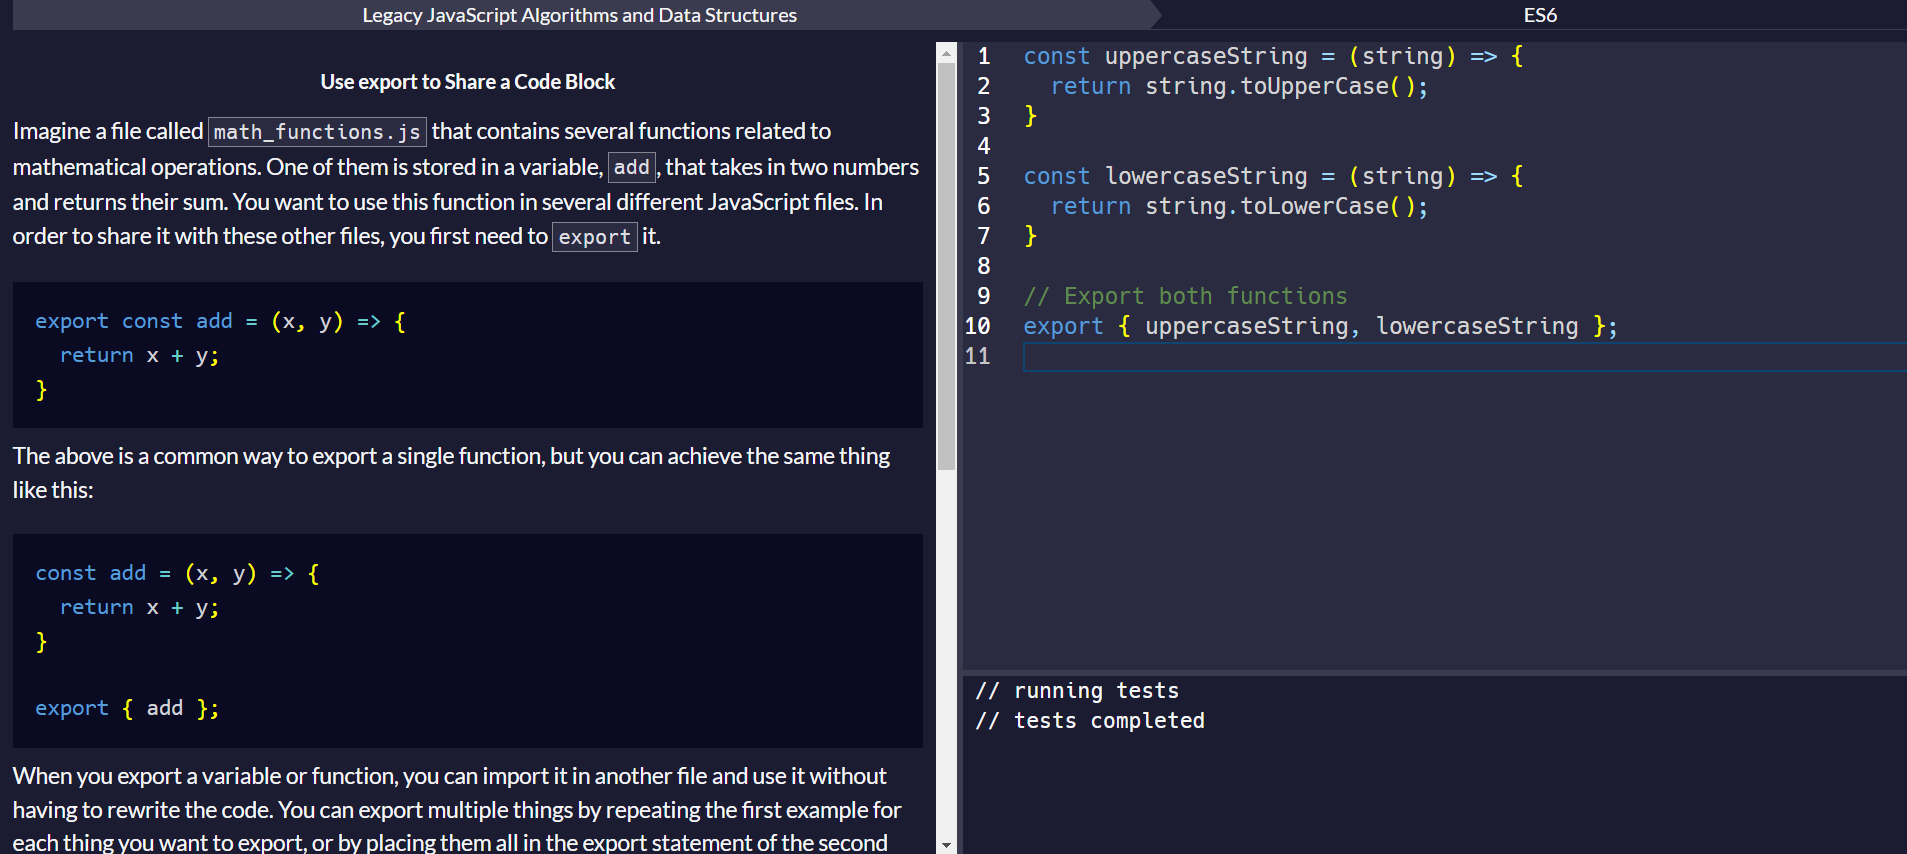 Legacy JavaScript Algorithms and Data Structures
ES6
Use export to Share a Code Block
Imagine a file called math_functions.js that contains several functions related to
mathematical operations. One of them is stored in a variable, add, that takes in two numbers
and returns their sum. You want to use this function in several different JavaScript files. In
order to share it with these other files, you first need to export it.
export const add = (x, y) => {
  return x + y;
}
The above is a common way to export a single function, but you can achieve the same thing
like this:
const add = (x, y) => {
  return x + y;
}
export { add };
When you export a variable or function, you can import it in another file and use it without
having to rewrite the code. You can export multiple things by repeating the first example for
each thing you want to export, or by placing them all in the export statement of the second
1 const uppercaseString = (string) => {
2   return string.toUpperCase();
3 }
4
5 const lowercaseString = (string) => {
6   return string.toLowerCase();
7 }
8
9 // Export both functions
10 export { uppercaseString, lowercaseString };
11
// running tests
// tests completed